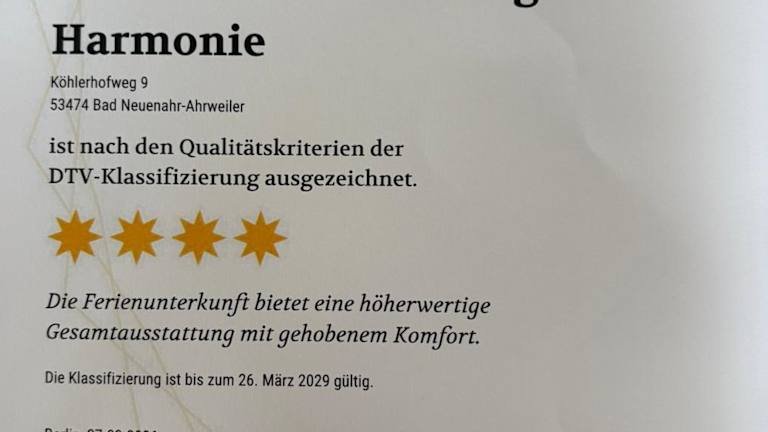 Harmonie
Köhlerhofweg 9
53474 Bad Neuenahr-Ahrweiler
ist nach den Qualitätskriterien der
DTV-Klassifizierung ausgezeichnet.
Die Ferienunterkunft bietet eine höherwertige
Gesamtausstattung mit gehobenem Komfort.
Die Klassifizierung ist bis zum 26. März 2029 gültig.